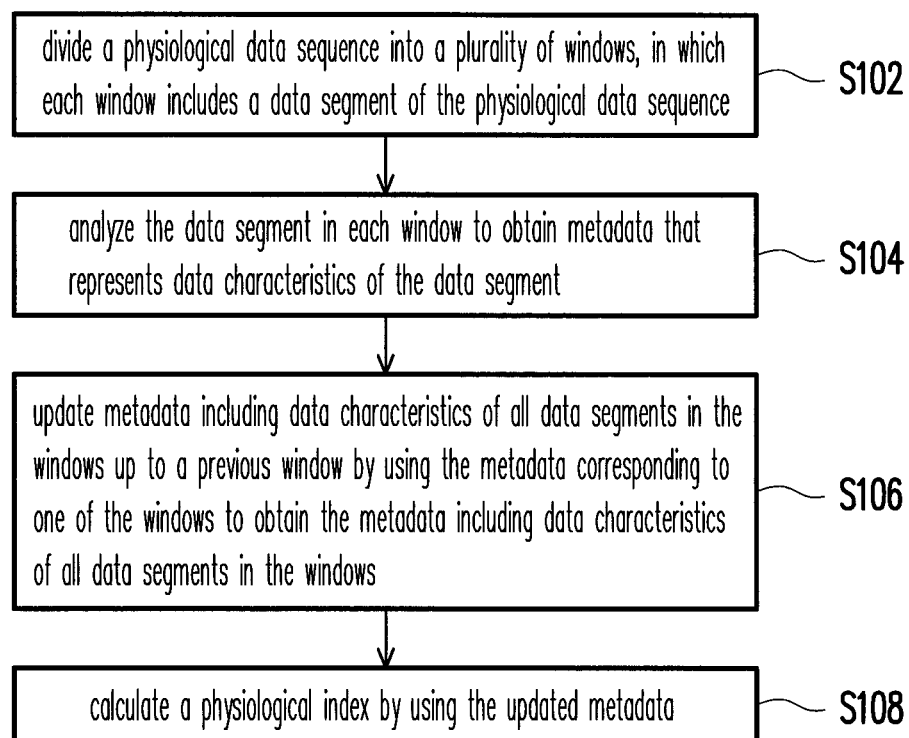 divide a physiological data sequence into a plurality of windows, in which
each window includes a data segment of the physiological data sequence
S102
analyze the data segment in each window to obtain metadata that
represents data characteristics of the data segment
S104
update metadata including data characteristics of all data segments in the
windows up to a previous window by using the metadata corresponding to
one of the windows to obtain the metadata including data characteristics
of all data segments in the windows
S106
calculate a physiological index by using the updated metadata
S108